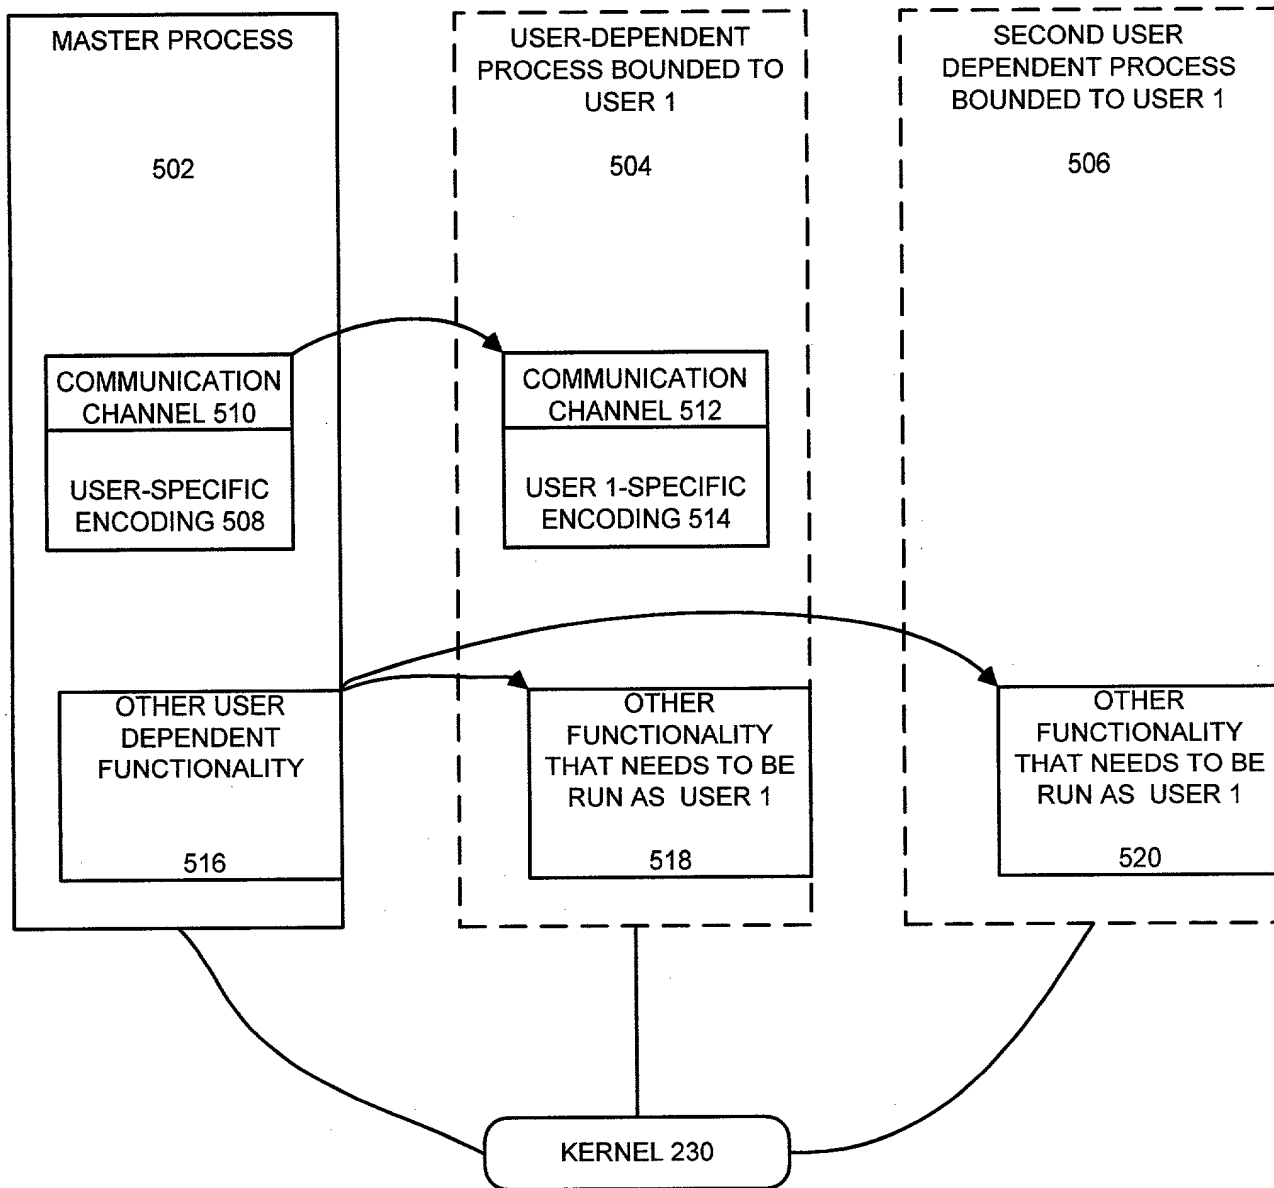 MASTER PROCESS
502
USER-DEPENDENT
PROCESS BOUNDED TO
USER 1
504
SECOND USER
DEPENDENT PROCESS
BOUNDED TO USER 1
506
COMMUNICATION
CHANNEL 510
USER-SPECIFIC
ENCODING 508
COMMUNICATION
CHANNEL 512
USER 1-SPECIFIC
ENCODING 514
OTHER USER
DEPENDENT
FUNCTIONALITY
516
OTHER
FUNCTIONALITY
THAT NEEDS TO BE
RUN AS USER 1
518
OTHER
FUNCTIONALITY
THAT NEEDS TO BE
RUN AS USER 1
520
KERNEL 230